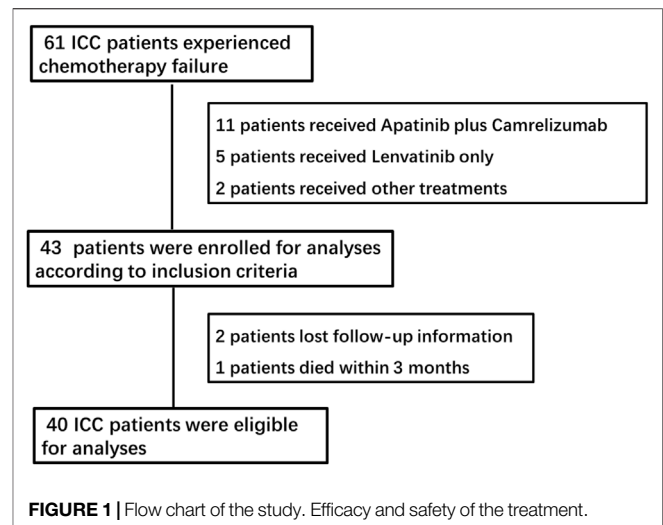 61 ICC patients experienced
chemotherapy failure
11 patients received Apatinib plus Camrelizumab
5 patients received Lenvatinib only
2 patients received other treatments
43 patients were enrolled for analyses
according to inclusion criteria
2 patients lost follow-up information
1 patients died within 3 months
40 ICC patients were eligible
for analyses
FIGURE 1 | Flow chart of the study. Efficacy and safety of the treatment.